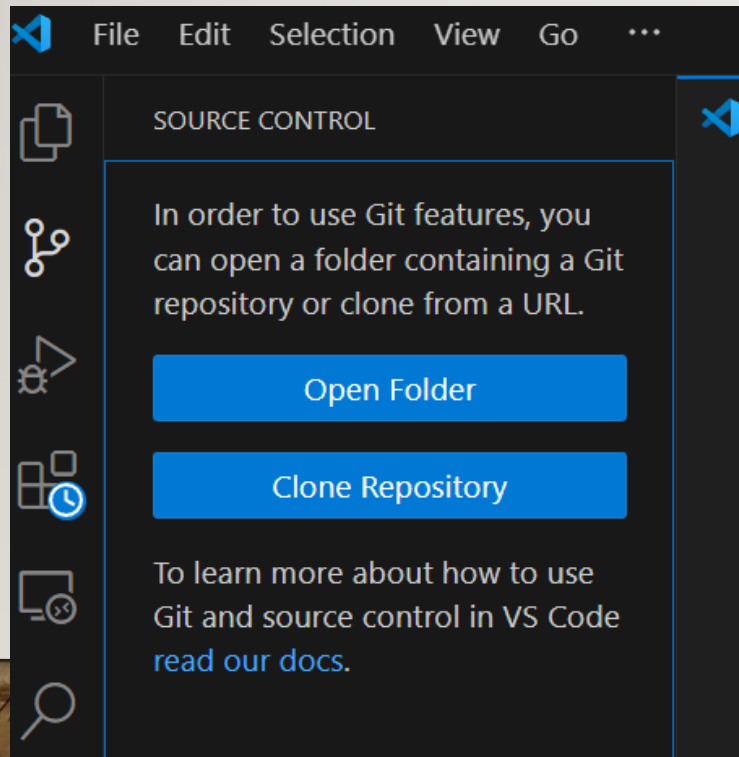 File Edit Selection View Go ...
SOURCE CONTROL
In order to use Git features, you
can open a folder containing a Git
repository or clone from a URL.
Open Folder
Clone Repository
To learn more about how to use
Git and source control in VS Code
read our docs.